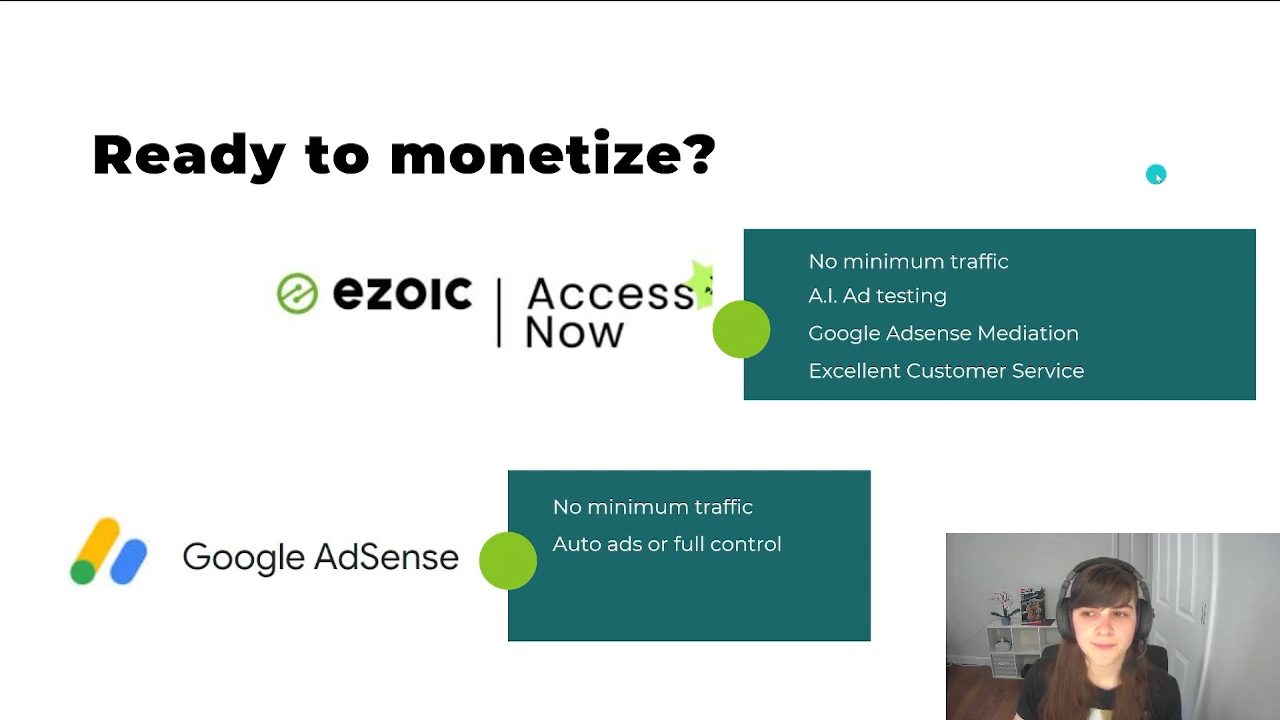 Ready to monetize?
ezoic
Access
Now
No minimum traffic
A.I. Ad testing
Google Adsense Mediation
Excellent Customer Service
Google AdSense
No minimum traffic
Auto ads or full control